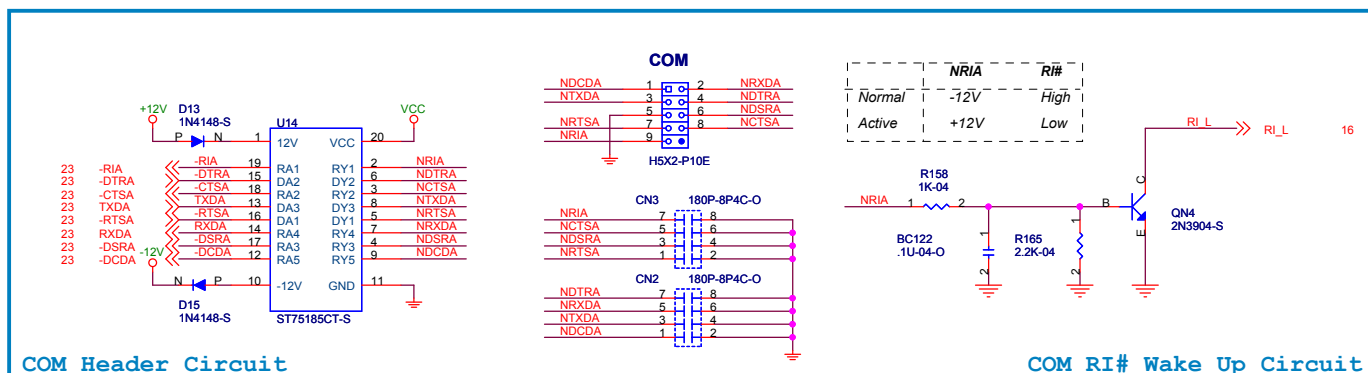 COM
NDCDA 1 2 NRXDA
NTXDA 3 4 NDTRA
5 6 NDSRA
NRTSA 7 8 NCTSA
NRIA 9
H5X2-P10E
NRIA RI#
Normal -12V High
Active +12V Low
+12V D13 VCC
1N4148-S U14
P N 1 12V VCC 20
23 -RIA -RIA 19 RA1 RY1 2 NRIA
23 -DTRA -DTRA 15 DA2 DY2 6 NDTRA
23 -CTSA -CTSA 18 RA2 RY2 3 NCTSA
23 TXDA TXDA 13 DA3 DY3 8 NTXDA
23 -RTSA -RTSA 16 DA1 DY1 5 NRTSA
23 RXDA RXDA 14 RA4 RY4 7 NRXDA
23 -DSRA -DSRA 17 RA3 RY3 4 NDSRA
23 -DCDA -DCDA 12 RA5 RY5 9 NDCDA
-12V
N P 10 -12V GND 11
D15
1N4148-S ST75185CT-S
CN3 180P-8P4C-O
NRIA 7 8
NCTSA 5 6
NDSRA 3 4
NRTSA 1 2
CN2 180P-8P4C-O
NDTRA 7 8
NRXDA 5 6
NTXDA 3 4
NDCDA 1 2
RI_L RI_L 16
R158
1K-04
NRIA 1 2 B C E
QN4
2N3904-S
BC122 1 2
.1U-04-O
R165 1 2
2.2K-04
COM Header Circuit
COM RI# Wake Up Circuit